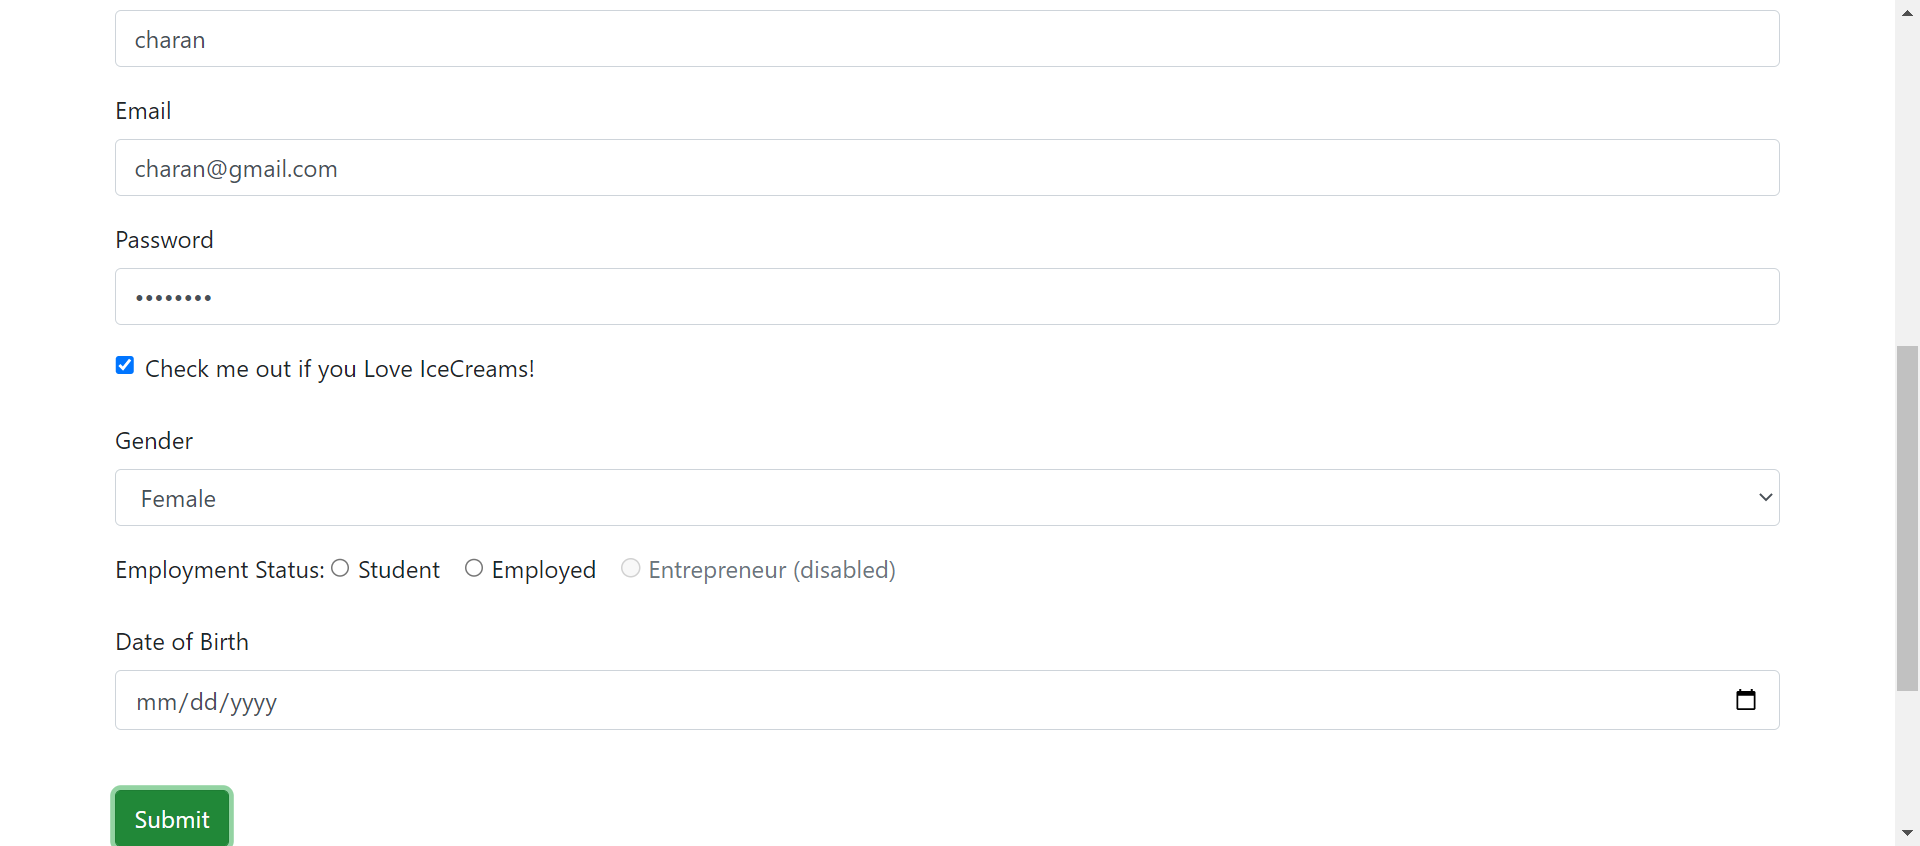 charan
Email
charan@gmail.com
Password
••••••••
Check me out if you Love IceCreams!
Gender
Female
Employment Status: Student Employed Entrepreneur (disabled)
Date of Birth
mm/dd/yyyy
Submit